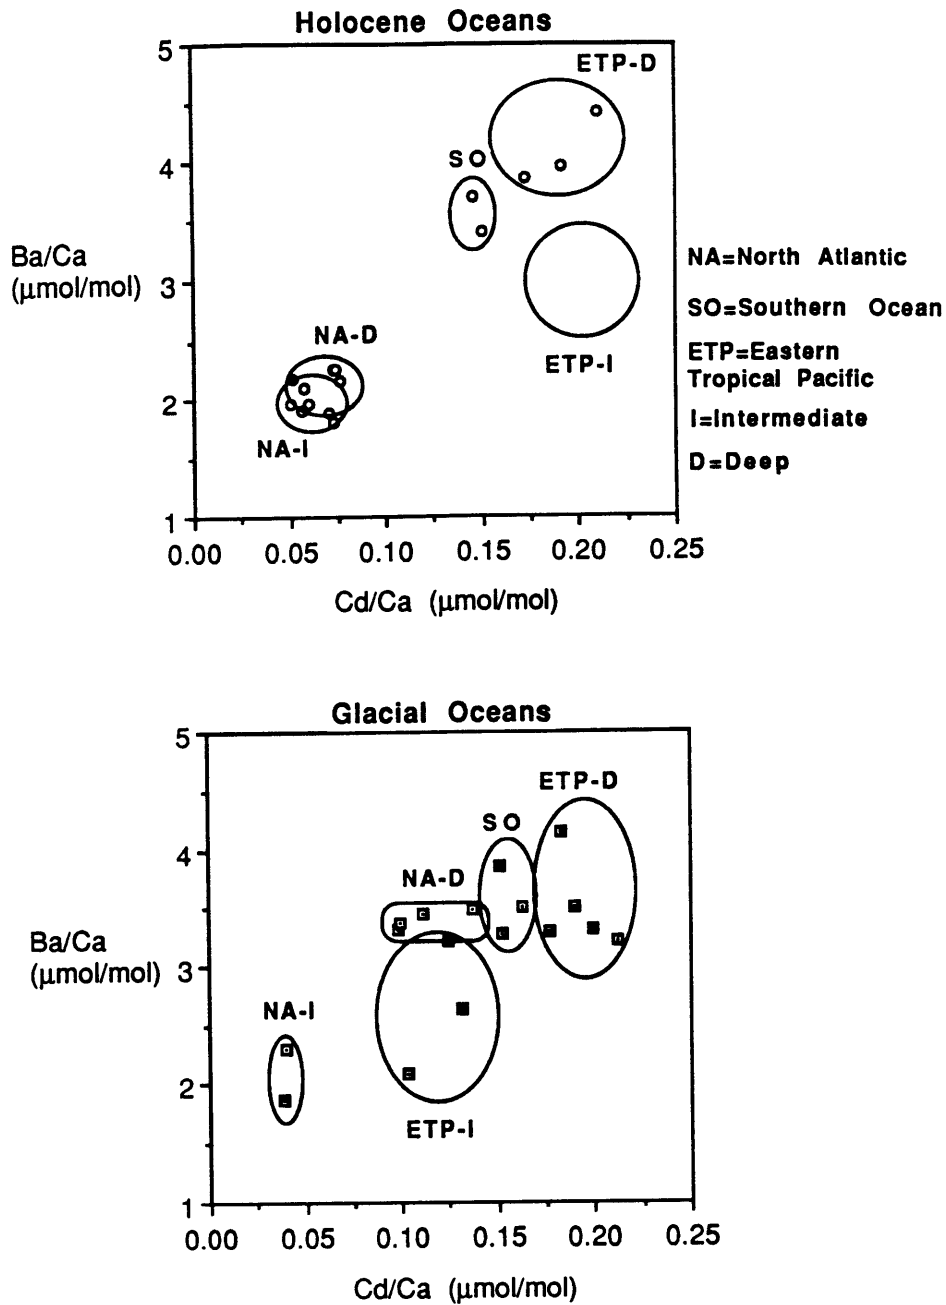 Holocene Oceans
5
ETP-D
SO
4
Ba/Ca
(μmol/mol)
3
NA-D
ETP-I
2
NA-I
1
0.00 0.05 0.10 0.15 0.20 0.25
Cd/Ca (μmol/mol)
NA=North Atlantic
SO=Southern Ocean
ETP=Eastern
Tropical Pacific
I=Intermediate
D=Deep
Glacial Oceans
5
ETP-D
SO
4
NA-D
Ba/Ca
(μmol/mol)
3
NA-I
2
ETP-I
1
0.00 0.05 0.10 0.15 0.20 0.25
Cd/Ca (μmol/mol)